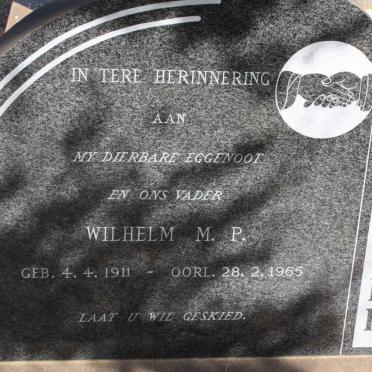 IN TERE HERINNERING
AAN
MY DIERBARE EGGENOOT
EN ONS VADER
WILHELM M. P.
GEB. 4. 4. 1911 - OORL. 28. 2. 1965
LAAT U WIL GESKIED.